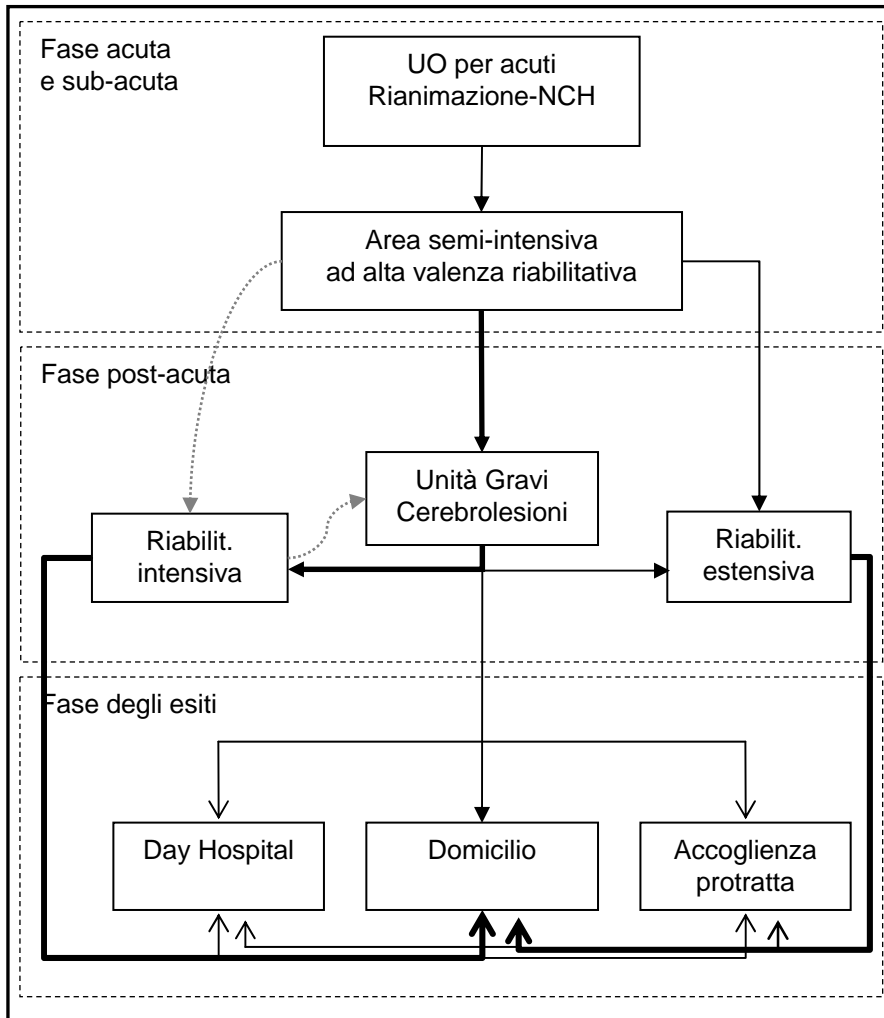 Fase acuta
e sub-acuta
UO per acuti
Rianimazione-NCH
Area semi-intensiva
ad alta valenza riabilitativa
Fase post-acuta
Unità Gravi
Cerebrolesioni
Riabilit.
intensiva
Riabilit.
estensiva
Fase degli esiti
Day Hospital
Domicilio
Accoglienza
protratta